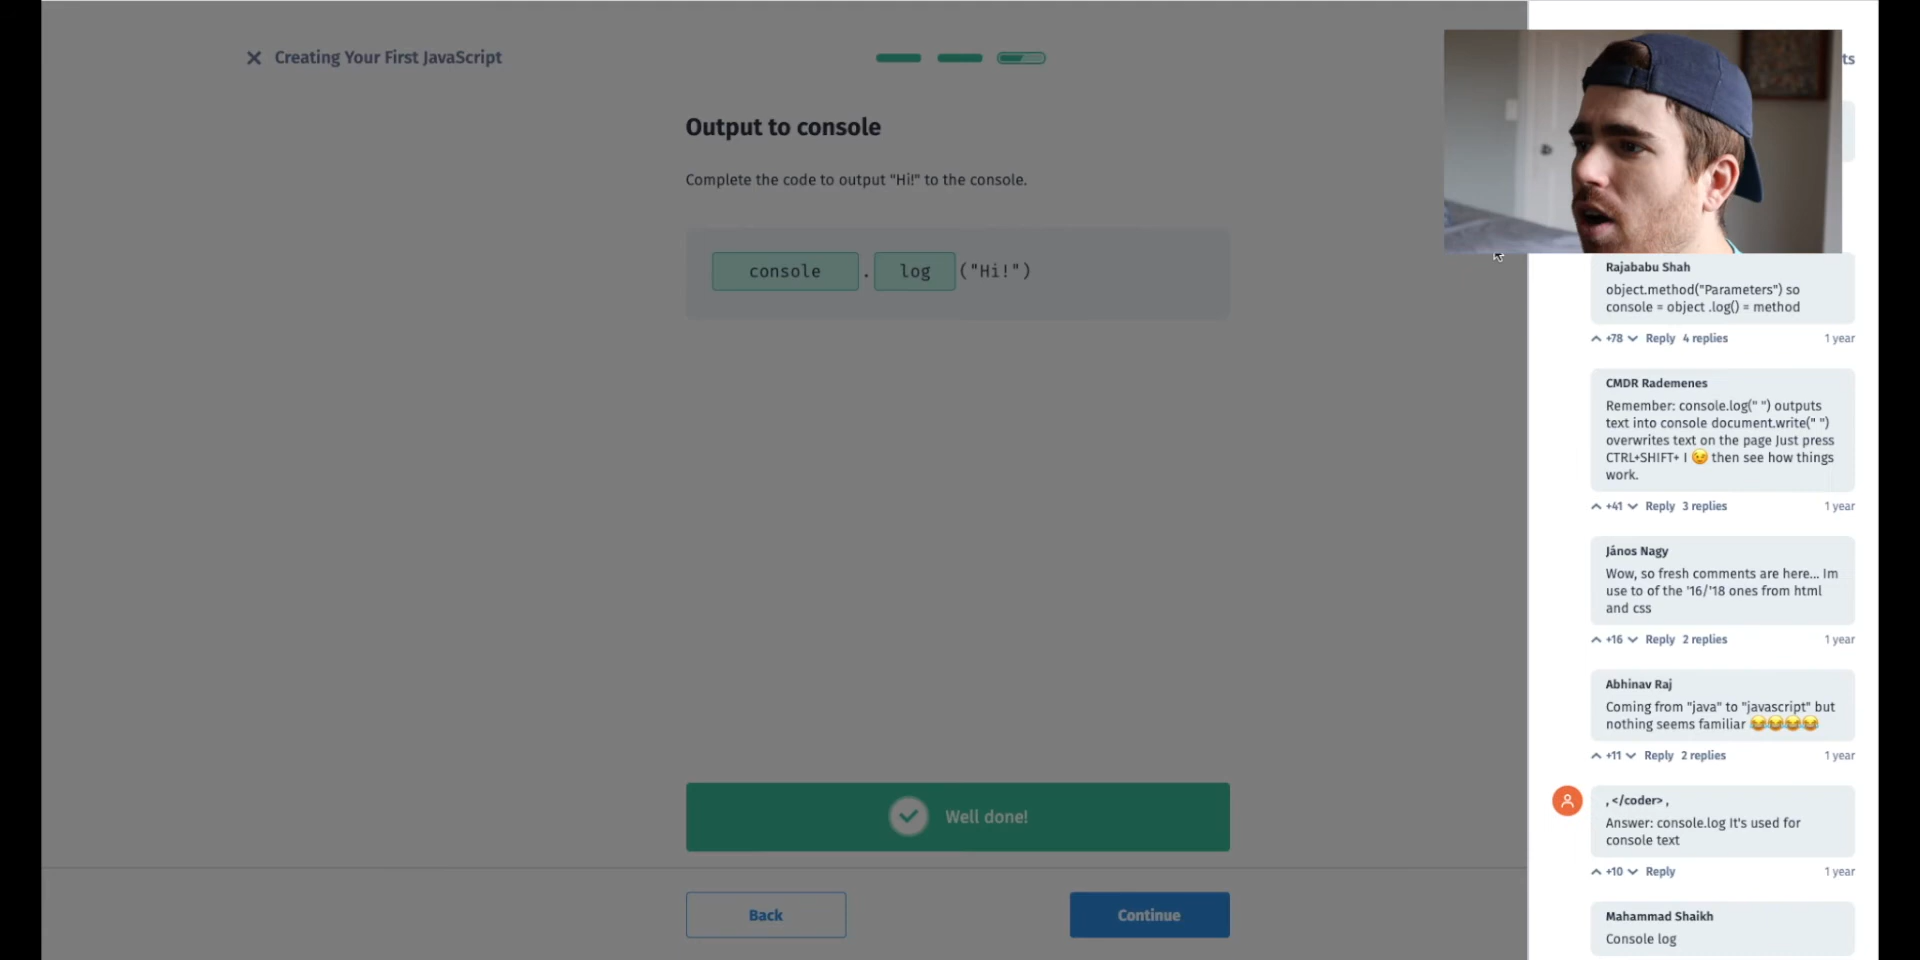 Creating Your First JavaScript
ts
Output to console
Complete the code to output "Hi!" to the console.
console . log ("Hi!")
Well done!
Back
Continue
Rajababu Shah
object.method("Parameters") so
console = object .log() = method
+78 Reply 4 replies 1 year
CMDR Rademenes
Remember: console.log(" ") outputs
text into console document.write(" ")
overwrites text on the page Just press
CTRL+SHIFT+ I 😉 then see how things
work.
+41 Reply 3 replies 1 year
János Nagy
Wow, so fresh comments are here... Im
use to of the '16/'18 ones from html
and css
+16 Reply 2 replies 1 year
Abhinav Raj
Coming from "java" to "javascript" but
nothing seems familiar 😂😂😂😂
+11 Reply 2 replies 1 year
, </coder> ,
Answer: console.log It's used for
console text
+10 Reply 1 year
Mahammad Shaikh
Console log